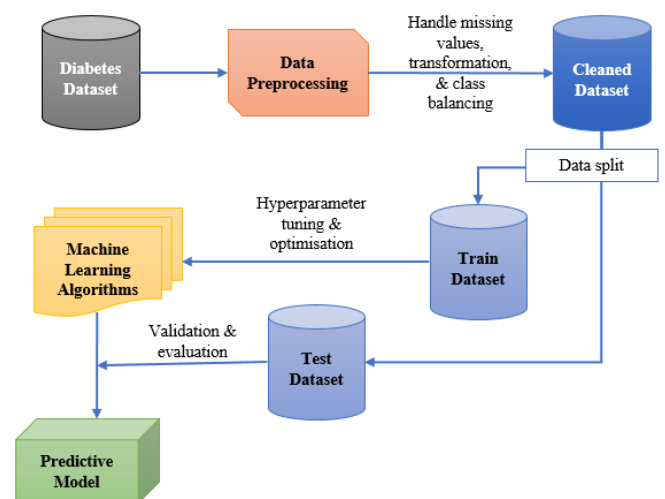 Diabetes
Dataset
Data
Preprocessing
Handle missing
values,
transformation,
& class
balancing
Cleaned
Dataset
Data split
Hyperparameter
tuning &
optimisation
Train
Dataset
Machine
Learning
Algorithms
Validation &
evaluation
Test
Dataset
Predictive
Model